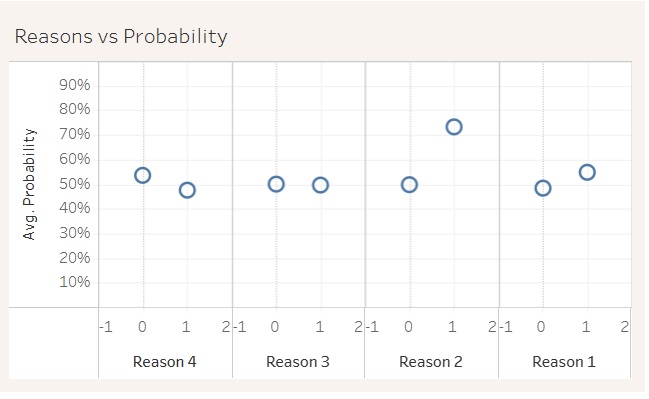 Reasons vs Probability
Avg. Probability
90%
80%
70%
60%
50%
40%
30%
20%
10%
-1 0 1 2 -1 0 1 2 -1 0 1 2 -1 0 1 2
Reason 4 Reason 3 Reason 2 Reason 1